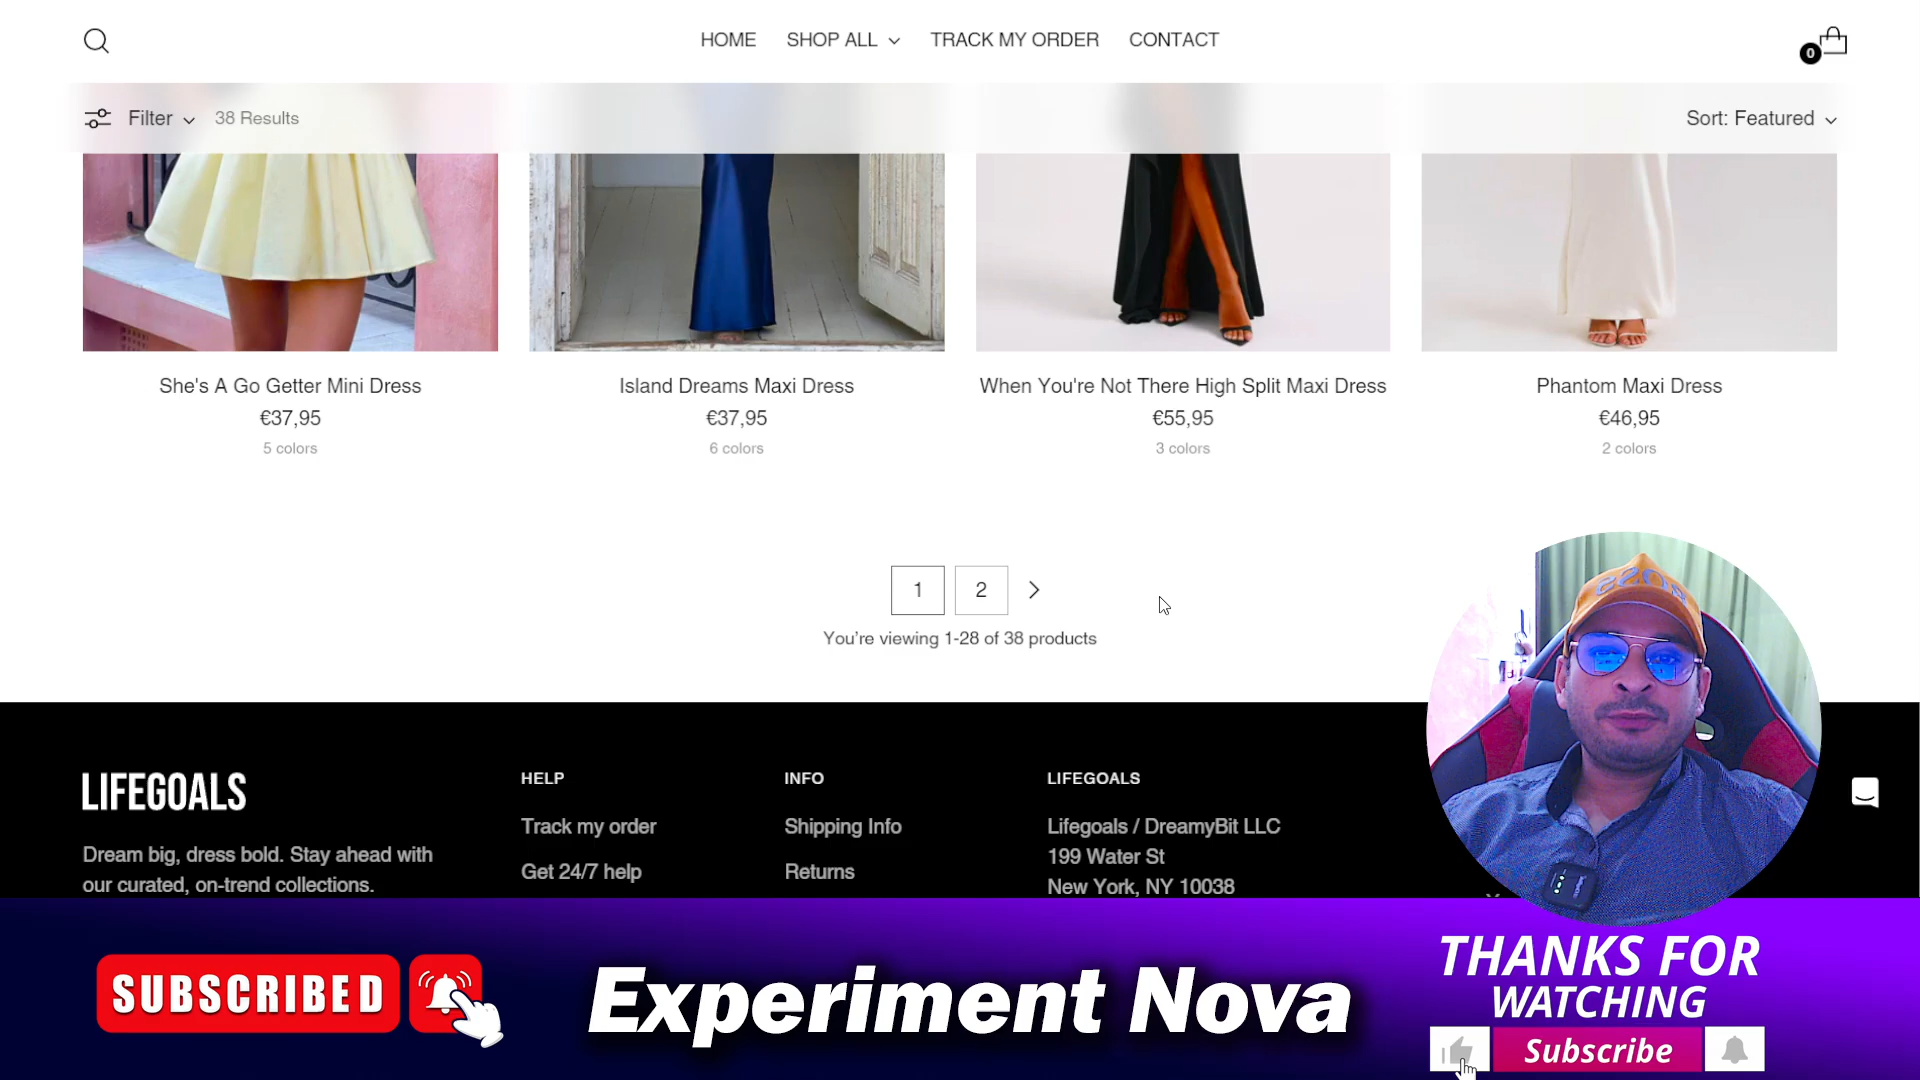 HOME SHOP ALL TRACK MY ORDER CONTACT
0
Filter 38 Results Sort: Featured
She's A Go Getter Mini Dress
€37,95
5 colors
Island Dreams Maxi Dress
€37,95
6 colors
When You're Not There High Split Maxi Dress
€55,95
3 colors
Phantom Maxi Dress
€46,95
2 colors
1 2
You’re viewing 1-28 of 38 products
LIFEGOALS
Dream big, dress bold. Stay ahead with
our curated, on-trend collections.
HELP
Track my order
Get 24/7 help
INFO
Shipping Info
Returns
LIFEGOALS
Lifegoals / DreamyBit LLC
199 Water St
New York, NY 10038
BOSS
SUBSCRIBED
Experiment Nova
THANKS FOR
WATCHING
Subscribe